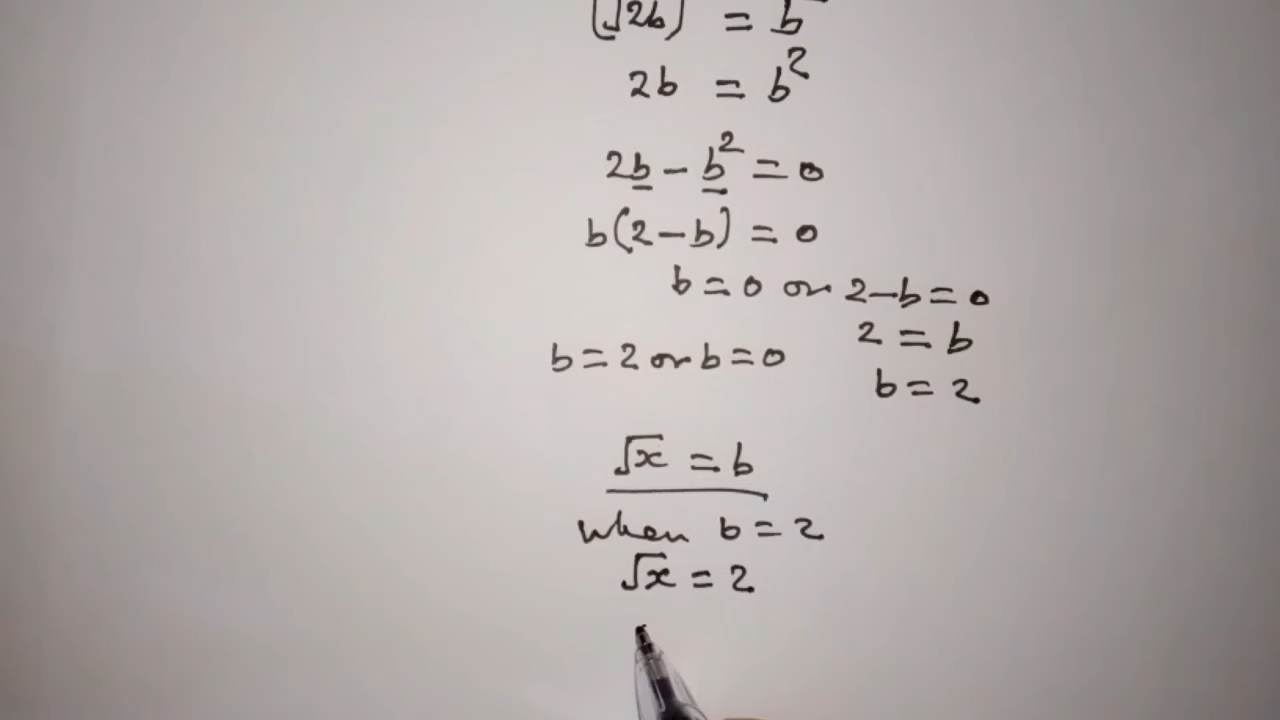 (√2b) = b
2b = b²
2b - b² = 0
b(2-b) = 0
b = 0 or 2-b = 0
2 = b
b = 2 or b = 0
b = 2
√x = b
when b = 2
√x = 2